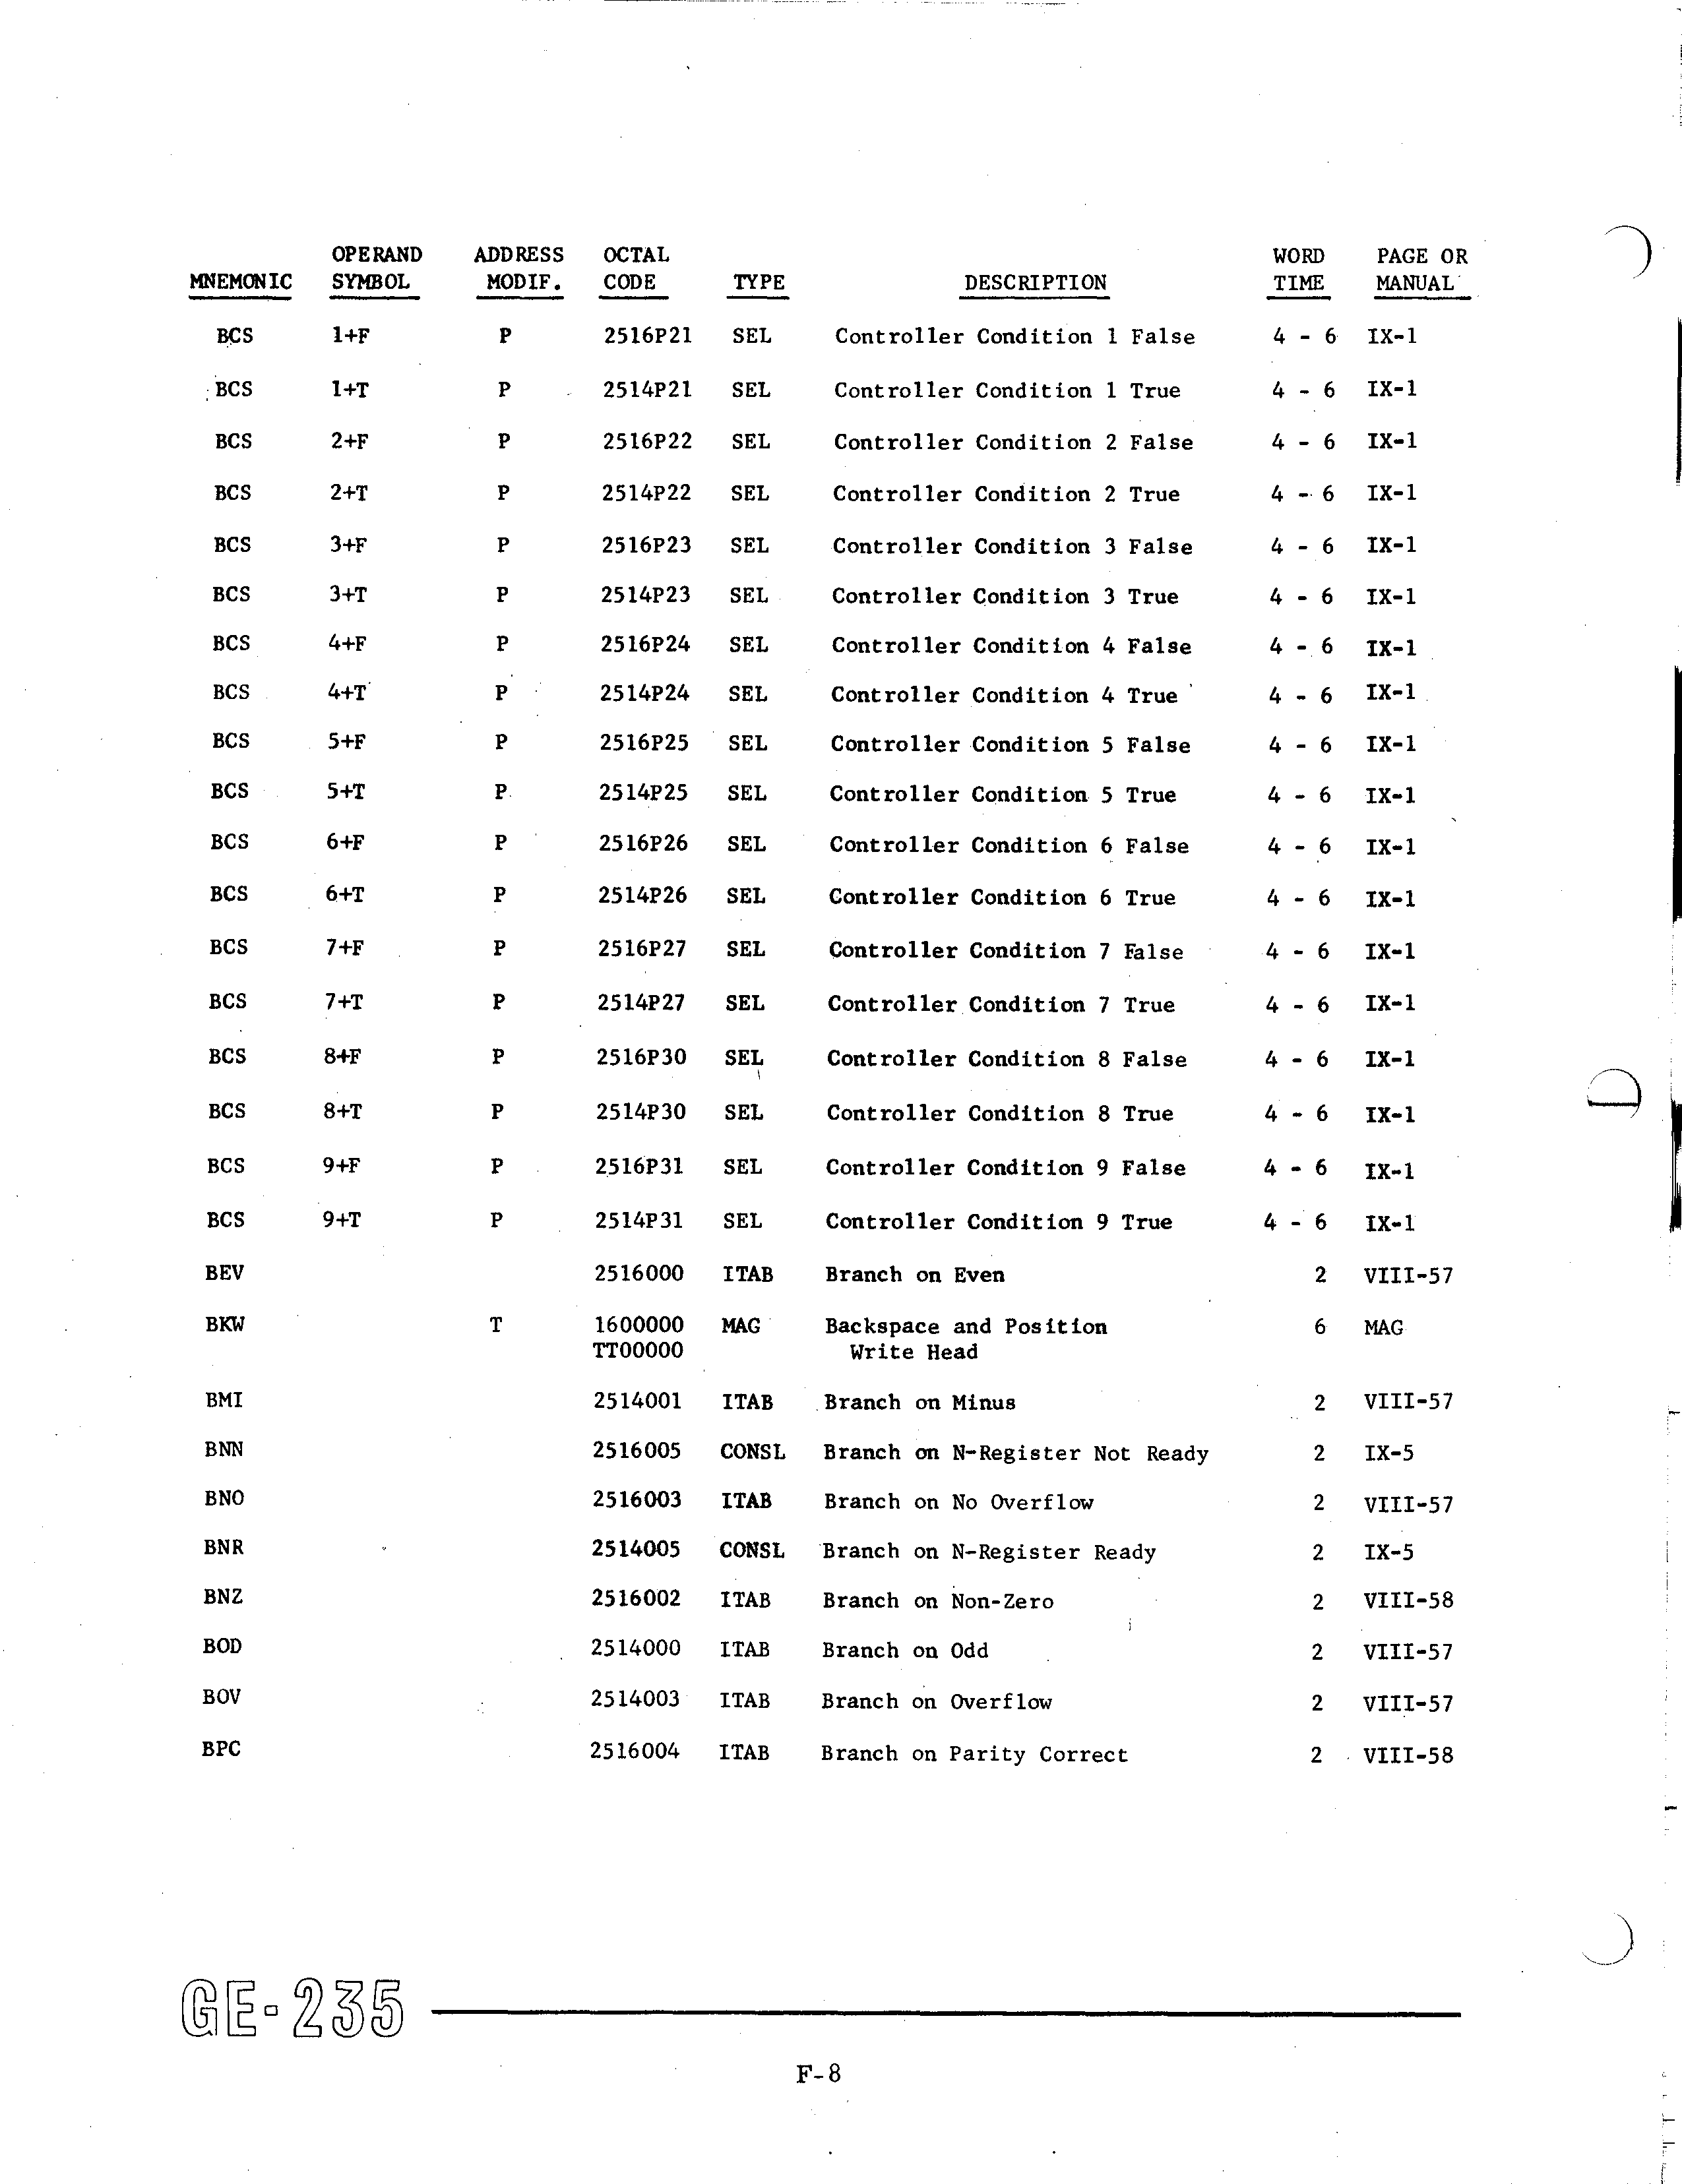 OPERAND ADDRESS OCTAL WORD PAGE OR
MNEMONIC SYMBOL MODIF. CODE TYPE DESCRIPTION TIME MANUAL
BCS 1+F P 2516P21 SEL Controller Condition 1 False 4 - 6 IX-1
BCS 1+T P 2514P21 SEL Controller Condition 1 True 4 - 6 IX-1
BCS 2+F P 2516P22 SEL Controller Condition 2 False 4 - 6 IX-1
BCS 2+T P 2514P22 SEL Controller Condition 2 True 4 - 6 IX-1
BCS 3+F P 2516P23 SEL Controller Condition 3 False 4 - 6 IX-1
BCS 3+T P 2514P23 SEL Controller Condition 3 True 4 - 6 IX-1
BCS 4+F P 2516P24 SEL Controller Condition 4 False 4 - 6 IX-1
BCS 4+T P 2514P24 SEL Controller Condition 4 True 4 - 6 IX-1
BCS 5+F P 2516P25 SEL Controller Condition 5 False 4 - 6 IX-1
BCS 5+T P 2514P25 SEL Controller Condition 5 True 4 - 6 IX-1
BCS 6+F P 2516P26 SEL Controller Condition 6 False 4 - 6 IX-1
BCS 6+T P 2514P26 SEL Controller Condition 6 True 4 - 6 IX-1
BCS 7+F P 2516P27 SEL Controller Condition 7 False 4 - 6 IX-1
BCS 7+T P 2514P27 SEL Controller Condition 7 True 4 - 6 IX-1
BCS 8+F P 2516P30 SEL Controller Condition 8 False 4 - 6 IX-1
BCS 8+T P 2514P30 SEL Controller Condition 8 True 4 - 6 IX-1
BCS 9+F P 2516P31 SEL Controller Condition 9 False 4 - 6 IX-1
BCS 9+T P 2514P31 SEL Controller Condition 9 True 4 - 6 IX-1
BEV 2516000 ITAB Branch on Even 2 VIII-57
BKW T 1600000 MAG Backspace and Position 6 MAG
TT00000 Write Head
BMI 2514001 ITAB Branch on Minus 2 VIII-57
BNN 2516005 CONSL Branch on N-Register Not Ready 2 IX-5
BNO 2516003 ITAB Branch on No Overflow 2 VIII-57
BNR 2514005 CONSL Branch on N-Register Ready 2 IX-5
BNZ 2516002 ITAB Branch on Non-Zero 2 VIII-58
BOD 2514000 ITAB Branch on Odd 2 VIII-57
BOV 2514003 ITAB Branch on Overflow 2 VIII-57
BPC 2516004 ITAB Branch on Parity Correct 2 VIII-58
GE-235
F-8